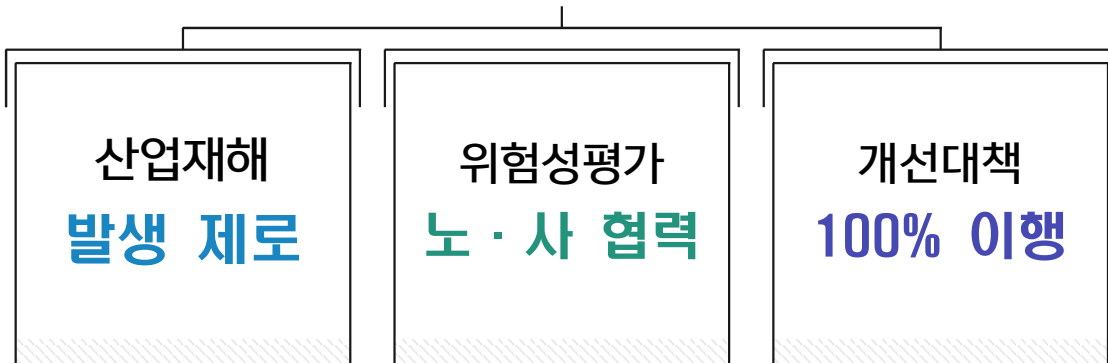 산업재해
발생 제로
위험성평가
노·사 협력
개선대책
100% 이행